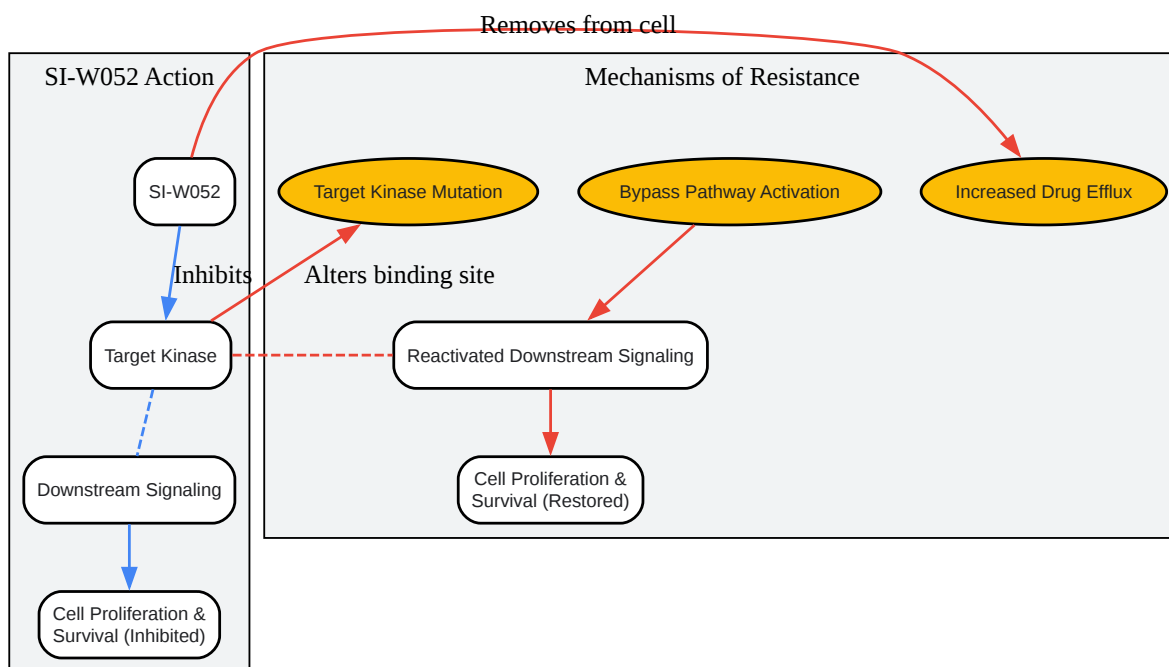 Removes from cell
SI-W052 Action
Mechanisms of Resistance
SI-W052
Target Kinase Mutation
Bypass Pathway Activation
Increased Drug Efflux
Inhibits
Alters binding site
Target Kinase
Reactivated Downstream Signaling
Downstream Signaling
Cell Proliferation &
Survival (Restored)
Cell Proliferation &
Survival (Inhibited)